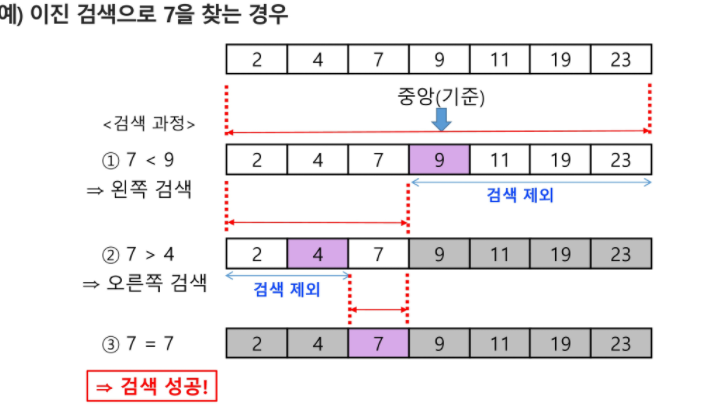 예) 이진 검색으로 7을 찾는 경우
2 4 7 9 11 19 23
중앙(기준)
<검색 과정>
① 7 < 9 2 4 7 9 11 19 23
⇒ 왼쪽 검색 검색 제외
② 7 > 4 2 4 7 9 11 19 23
⇒ 오른쪽 검색 검색 제외
③ 7 = 7 2 4 7 9 11 19 23
⇒ 검색 성공!